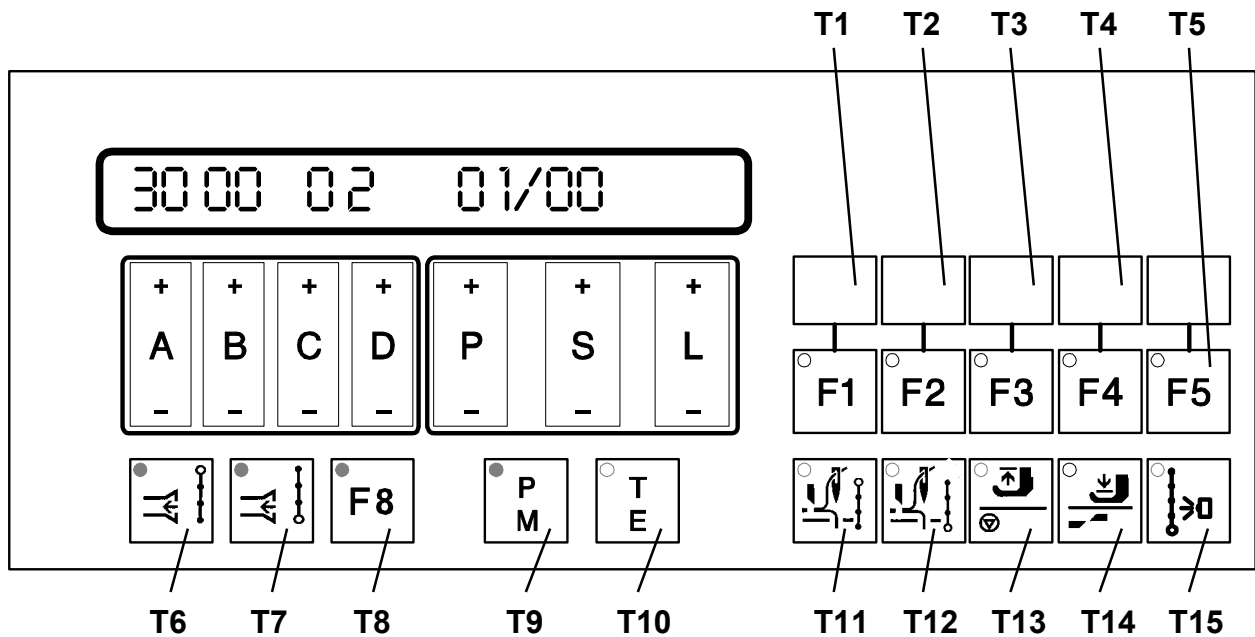 T1 T2 T3 T4 T5
3000 02 01/00
+ + + + + + +
A B C D P S L
− − − − − − −
F1 F2 F3 F4 F5
F8 P T
M E
T6 T7 T8 T9 T10 T11 T12 T13 T14 T15